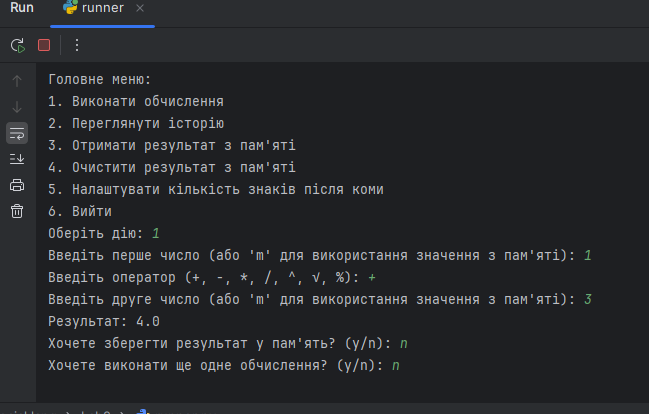 Run
runner
Головне меню:
1. Виконати обчислення
2. Переглянути історію
3. Отримати результат з пам'яті
4. Очистити результат з пам'яті
5. Налаштувати кількість знаків після коми
6. Вийти
Оберіть дію: 1
Введіть перше число (або 'm' для використання значення з пам'яті): 1
Введіть оператор (+, -, *, /, ^, √, %): +
Введіть друге число (або 'm' для використання значення з пам'яті): 3
Результат: 4.0
Хочете зберегти результат у пам'ять? (y/n): n
Хочете виконати ще одне обчислення? (y/n): n